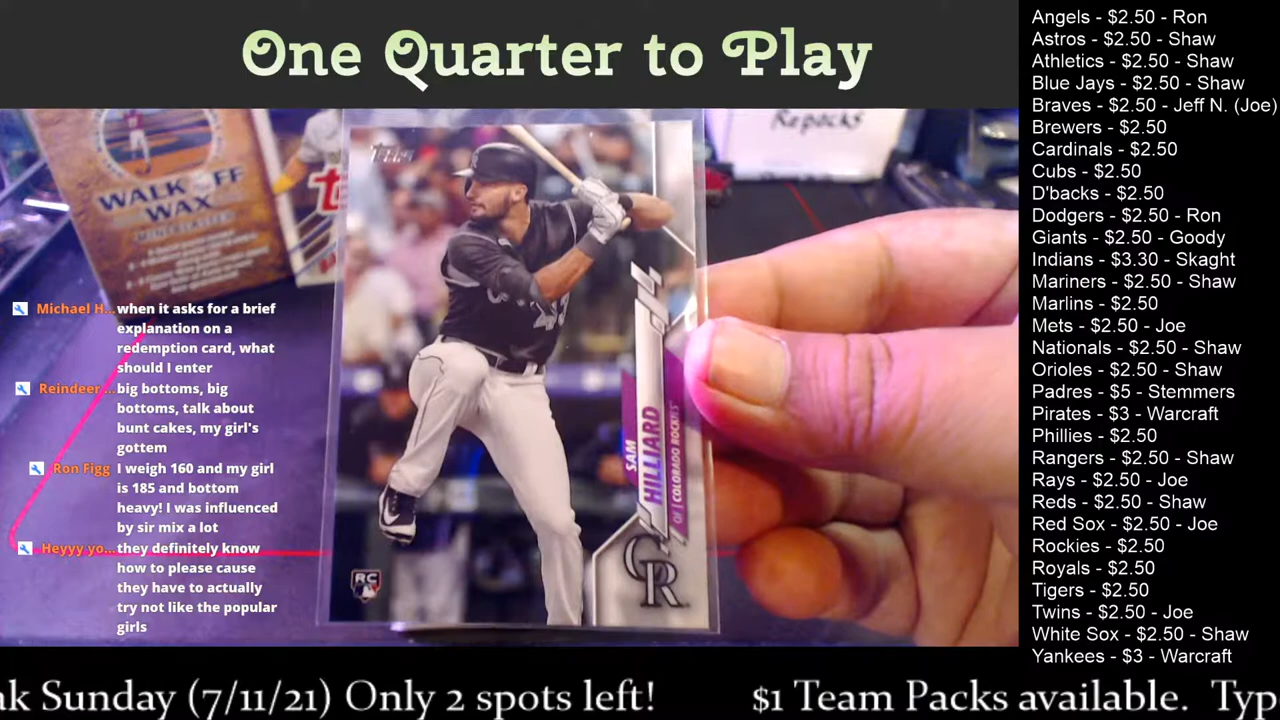 One Quarter to Play
Repacks
WALK OFF
WAX
Topps
SAM
HILLIARD
OF | COLORADO ROCKIES
CR
RC
Michael H...when it asks for a brief
explanation on a
redemption card, what
should I enter
Reindeer ...big bottoms, big
bottoms, talk about
bunt cakes, my girl's
gottem
Ron Figg I weigh 160 and my girl
is 185 and bottom
heavy! I was influenced
by sir mix a lot
Heyyy yo...they definitely know
how to please cause
they have to actually
try not like the popular
girls
Angels - $2.50 - Ron
Astros - $2.50 - Shaw
Athletics - $2.50 - Shaw
Blue Jays - $2.50 - Shaw
Braves - $2.50 - Jeff N. (Joe)
Brewers - $2.50
Cardinals - $2.50
Cubs - $2.50
D'backs - $2.50
Dodgers - $2.50 - Ron
Giants - $2.50 - Goody
Indians - $3.30 - Skaght
Mariners - $2.50 - Shaw
Marlins - $2.50
Mets - $2.50 - Joe
Nationals - $2.50 - Shaw
Orioles - $2.50 - Shaw
Padres - $5 - Stemmers
Pirates - $3 - Warcraft
Phillies - $2.50
Rangers - $2.50 - Shaw
Rays - $2.50 - Joe
Reds - $2.50 - Shaw
Red Sox - $2.50 - Joe
Rockies - $2.50
Royals - $2.50
Tigers - $2.50
Twins - $2.50 - Joe
White Sox - $2.50 - Shaw
Yankees - $3 - Warcraft
ak Sunday (7/11/21) Only 2 spots left! $1 Team Packs available. Typ